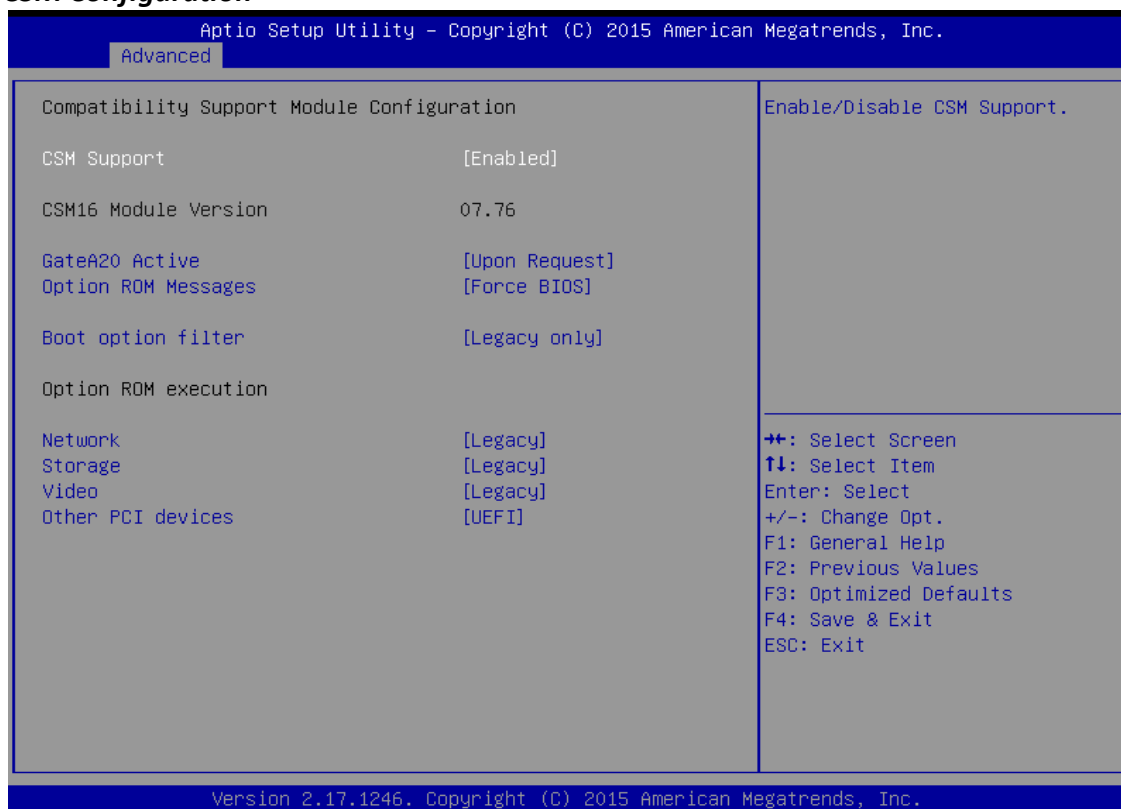 CSM Configuration
Aptio Setup Utility – Copyright (C) 2015 American Megatrends, Inc.
Advanced
Compatibility Support Module Configuration
Enable/Disable CSM Support.
CSM Support [Enabled]
CSM16 Module Version 07.76
GateA20 Active [Upon Request]
Option ROM Messages [Force BIOS]
Boot option filter [Legacy only]
Option ROM execution
Network [Legacy]
Storage [Legacy]
Video [Legacy]
Other PCI devices [UEFI]
→←: Select Screen
↑↓: Select Item
Enter: Select
+/-: Change Opt.
F1: General Help
F2: Previous Values
F3: Optimized Defaults
F4: Save & Exit
ESC: Exit
Version 2.17.1246. Copyright (C) 2015 American Megatrends, Inc.